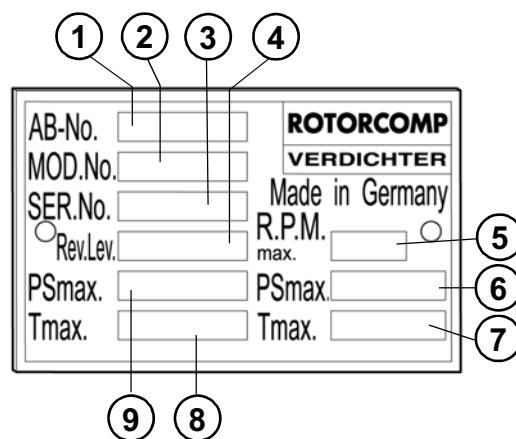 1 2 3 4
AB-No. ROTORCOMP
MOD.No. VERDICHTER
SER.No. Made in Germany
Rev.Lev. R.P.M. max. 5
PSmax. PSmax. 6
Tmax. Tmax. 7
9 8